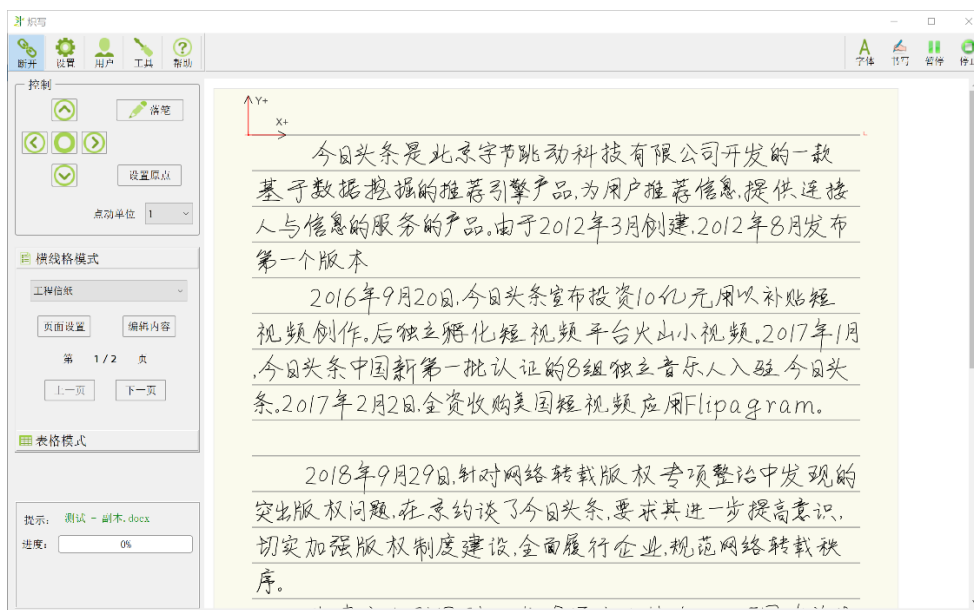 织写
断开 设置 用户 工具 帮助
字体 书写 暂停 停止
控制
落笔
设置原点
点动单位 1
横线格模式
工程信纸
页面设置 编辑内容
第 1/2 页
上一页 下一页
表格模式
提示: 测试 - 副本.docx
进度: 0%
Y+
X+
今日头条是北京字节跳动科技有限公司开发的一款
基于数据挖掘的推荐引擎产品,为用户推荐信息,提供连接
人与信息的服务的产品。由于2012年3月创建,2012年8月发布
第一个版本
2016年9月20日,今日头条宣布投资10亿元用以补贴短
视频创作。后独立孵化短视频平台火山小视频。2017年1月
,今日头条中国新第一批认证的8组独立音乐人入驻今日头
条。2017年2月2日,全资收购美国短视频应用Flipagram。
2018年9月29日,针对网络转载版权专项整治中发现的
突出版权问题,在京约谈了今日头条,要求其进一步提高意识,
切实加强版权制度建设,全面履行企业,规范网络转载秩
序。